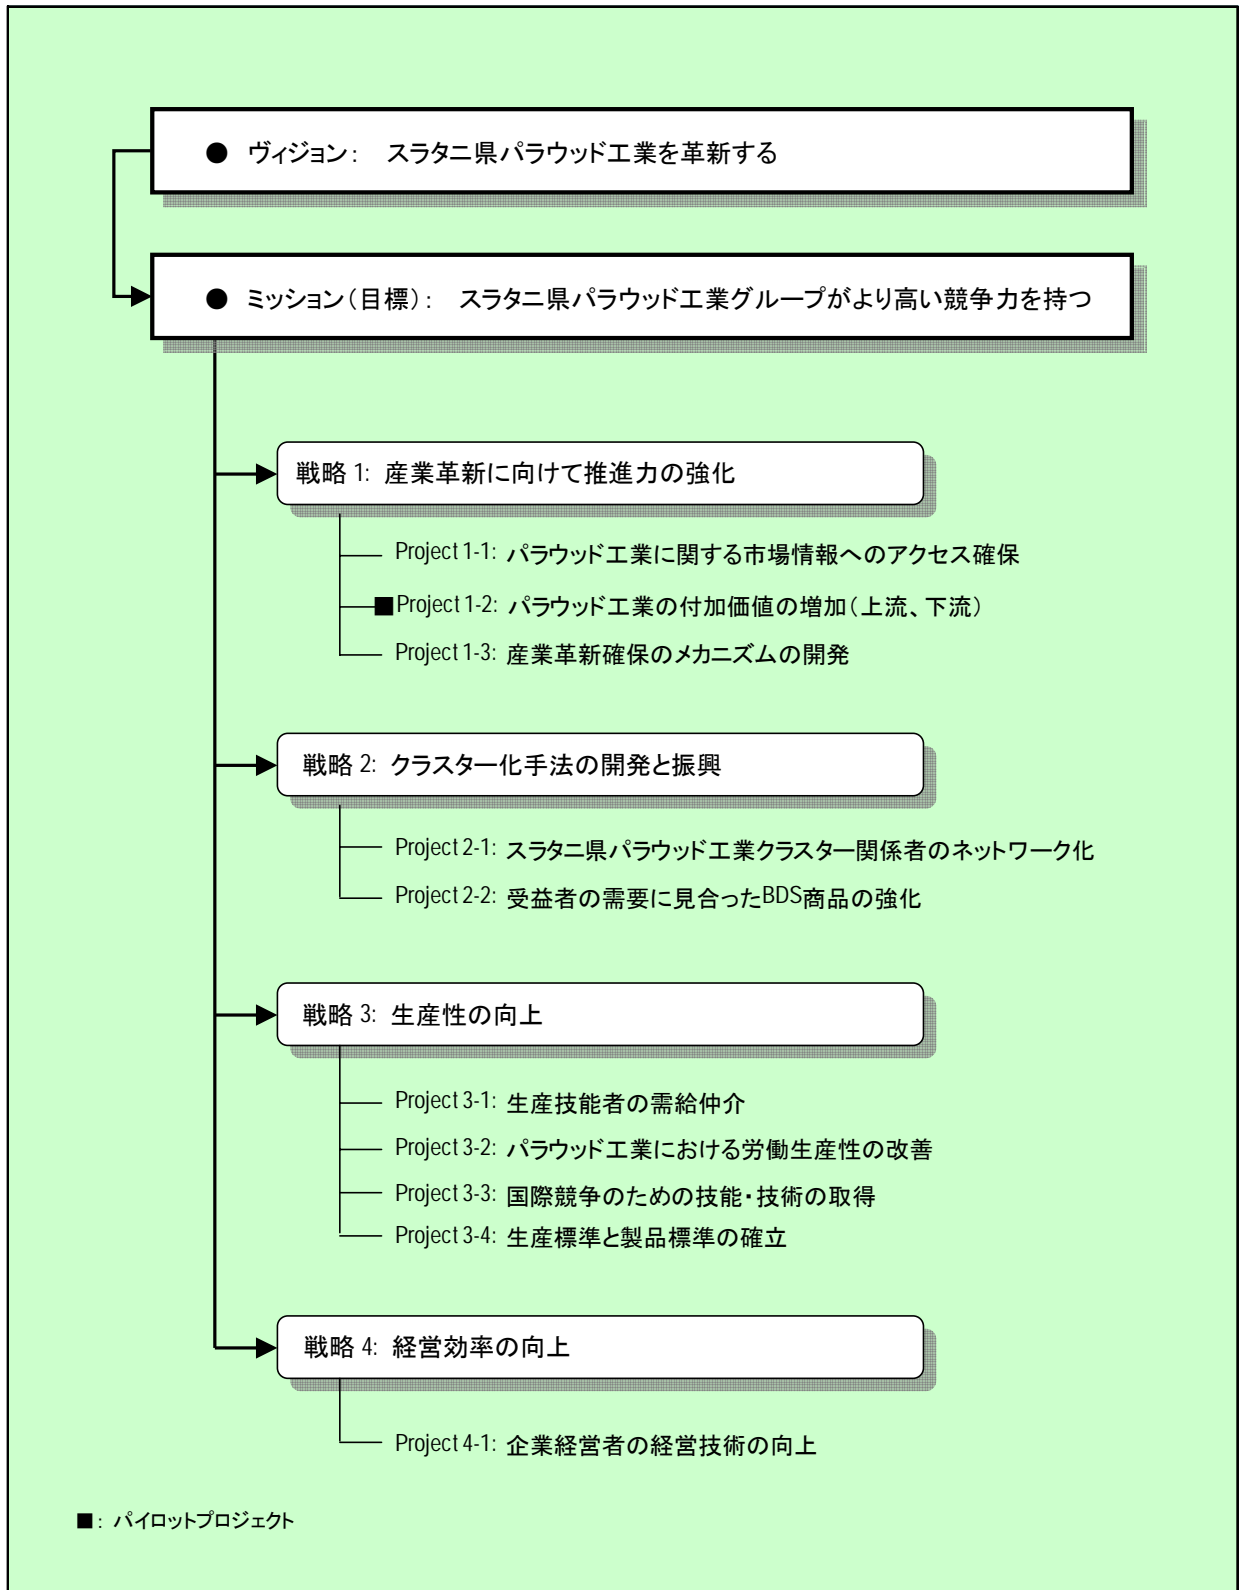 ● ヴィジョン： スラタニ県パラウッド工業を革新する
● ミッション（目標）： スラタニ県パラウッド工業グループがより高い競争力を持つ
戦略 1: 産業革新に向けて推進力の強化
Project 1-1: パラウッド工業に関する市場情報へのアクセス確保
■Project 1-2: パラウッド工業の付加価値の増加（上流、下流）
Project 1-3: 産業革新確保のメカニズムの開発
戦略 2: クラスター化手法の開発と振興
Project 2-1: スラタニ県パラウッド工業クラスター関係者のネットワーク化
Project 2-2: 受益者の需要に見合ったBDS商品の強化
戦略 3: 生産性の向上
Project 3-1: 生産技能者の需給仲介
Project 3-2: パラウッド工業における労働生産性の改善
Project 3-3: 国際競争のための技能・技術の取得
Project 3-4: 生産標準と製品標準の確立
戦略 4: 経営効率の向上
Project 4-1: 企業経営者の経営技術の向上
■： パイロットプロジェクト